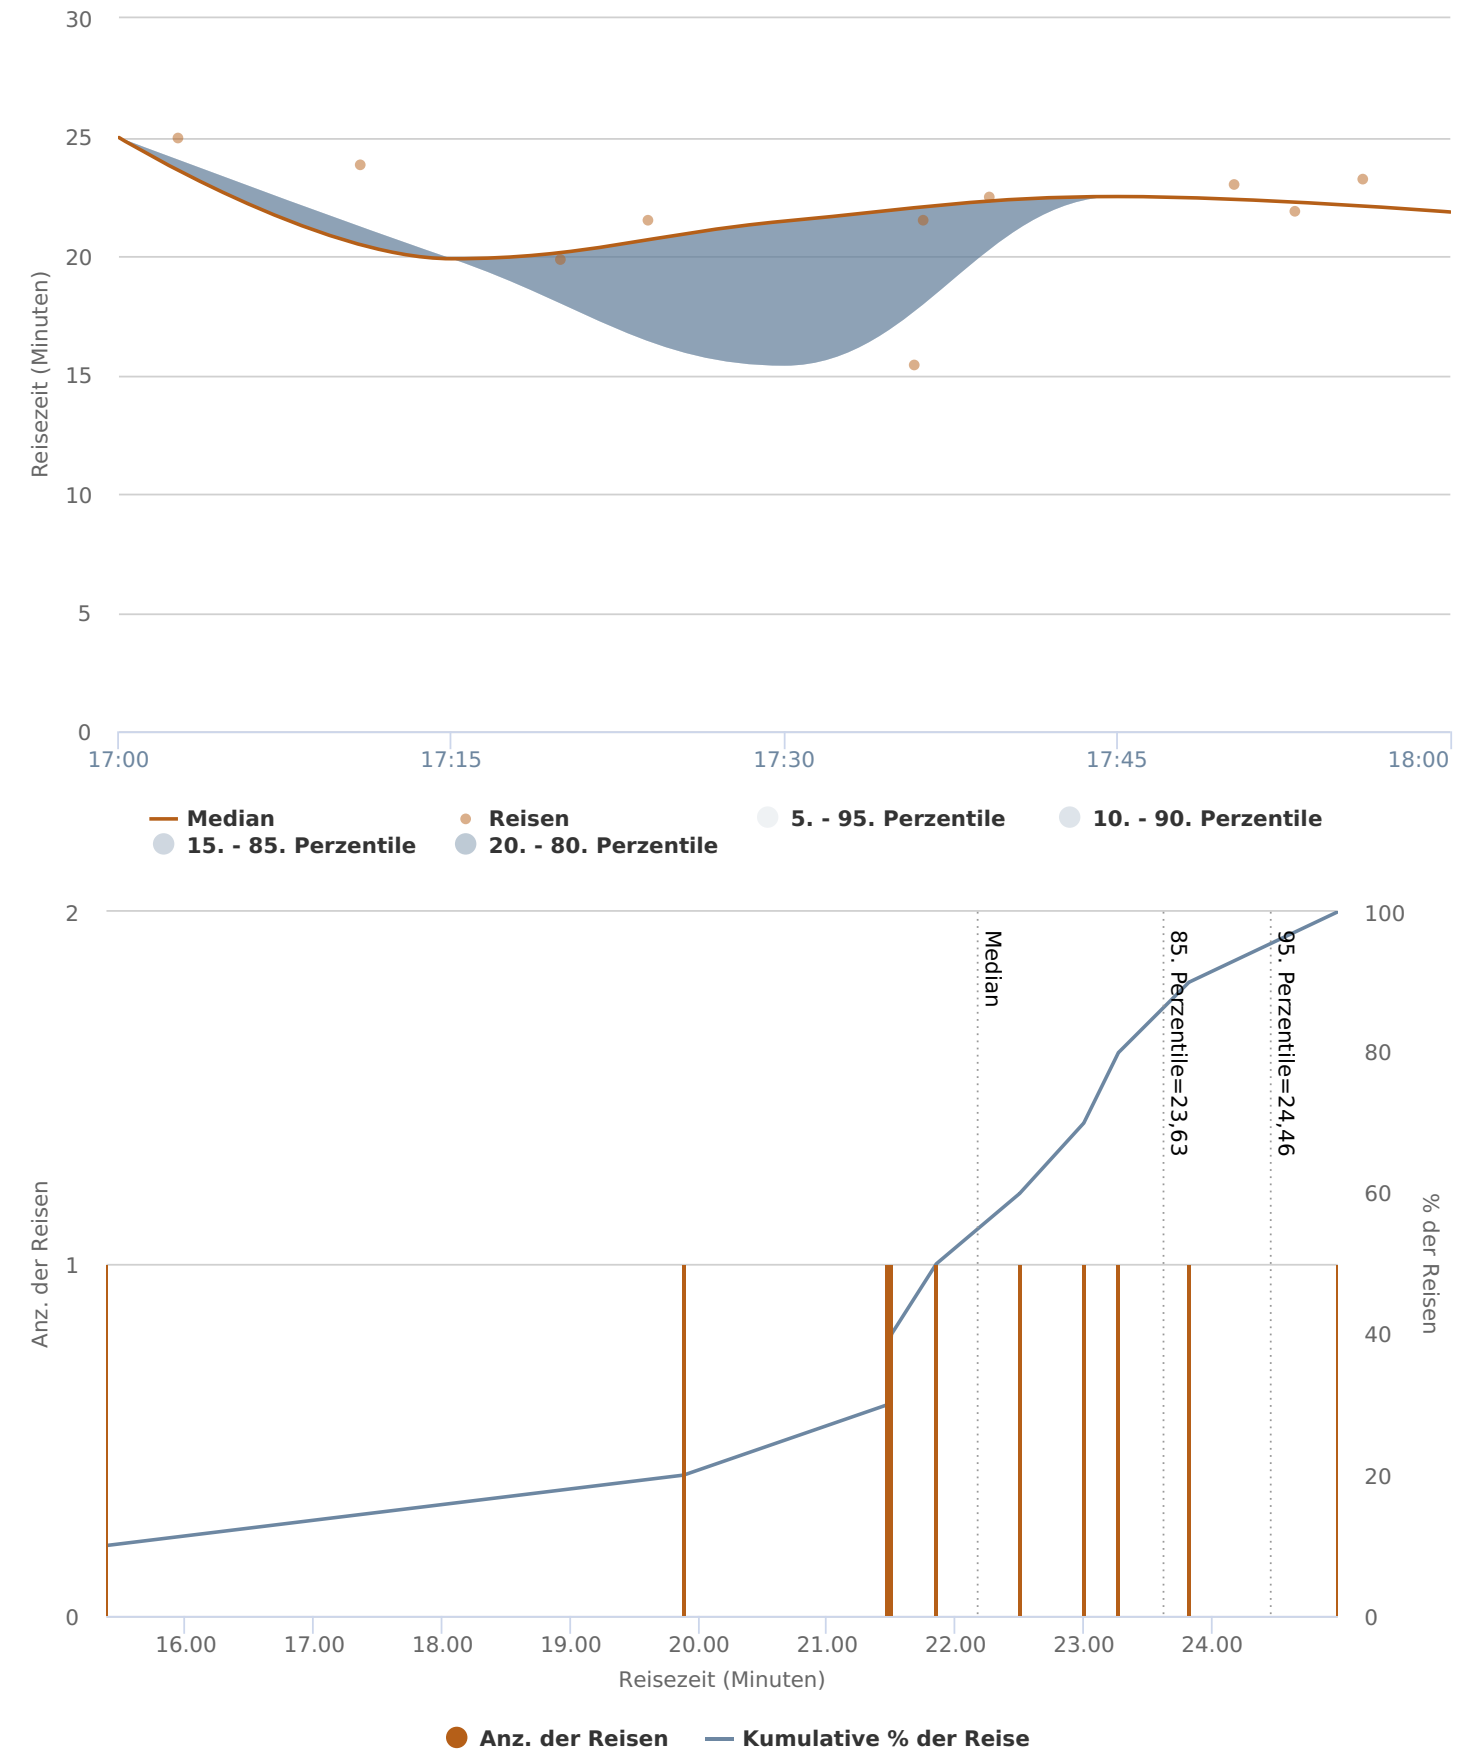 30
25
20
15
10
5
0
Reisezeit (Minuten)
17:00 17:15 17:30 17:45 18:00
Median Reisen 5. - 95. Perzentile 10. - 90. Perzentile
15. - 85. Perzentile 20. - 80. Perzentile
2
1
0
Anz. der Reisen
Median
85. Perzentile=23,63
95. Perzentile=24,46
100
80
60
40
20
0
% der Reisen
16:00 17:00 18:00 19:00 20:00 21:00 22:00 23:00 24:00
Reisezeit (Minuten)
Anz. der Reisen Kumulative % der Reise